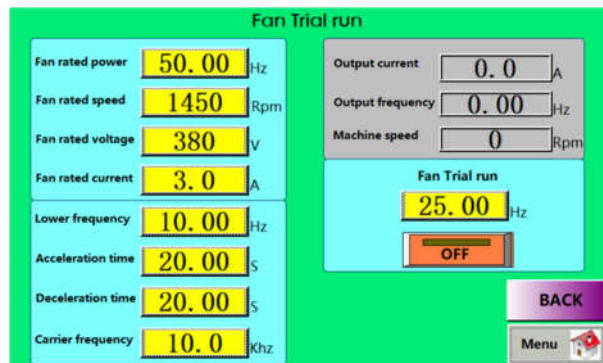 Fan Trial run
Fan rated power 50.00 Hz
Fan rated speed 1450 Rpm
Fan rated voltage 380 V
Fan rated current 3.0 A
Lower frequency 10.00 Hz
Acceleration time 20.00 S
Deceleration time 20.00 S
Carrier frequency 10.0 Khz
Output current 0.0 A
Output frequency 0.00 Hz
Machine speed 0 Rpm
Fan Trial run
25.00 Hz
OFF
BACK
Menu